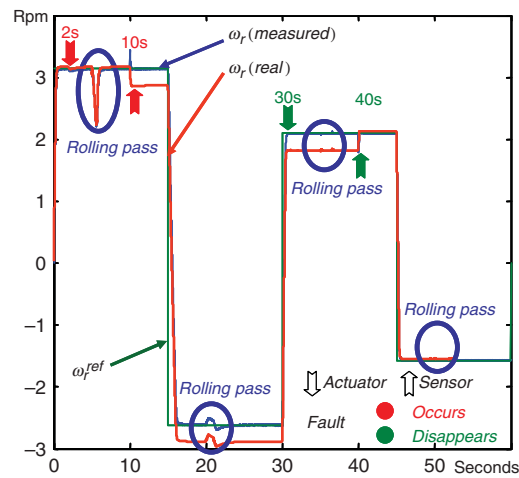 Rpm
3
2
1
0
−1
−2
−3
2s
10s
ωr (measured)
ωr (real)
Rolling pass
30s
40s
Rolling pass
Rolling pass
ωr^ref
Rolling pass
Actuator
Sensor
Fault
Occurs
Disappears
0
10
20
30
40
50
Seconds